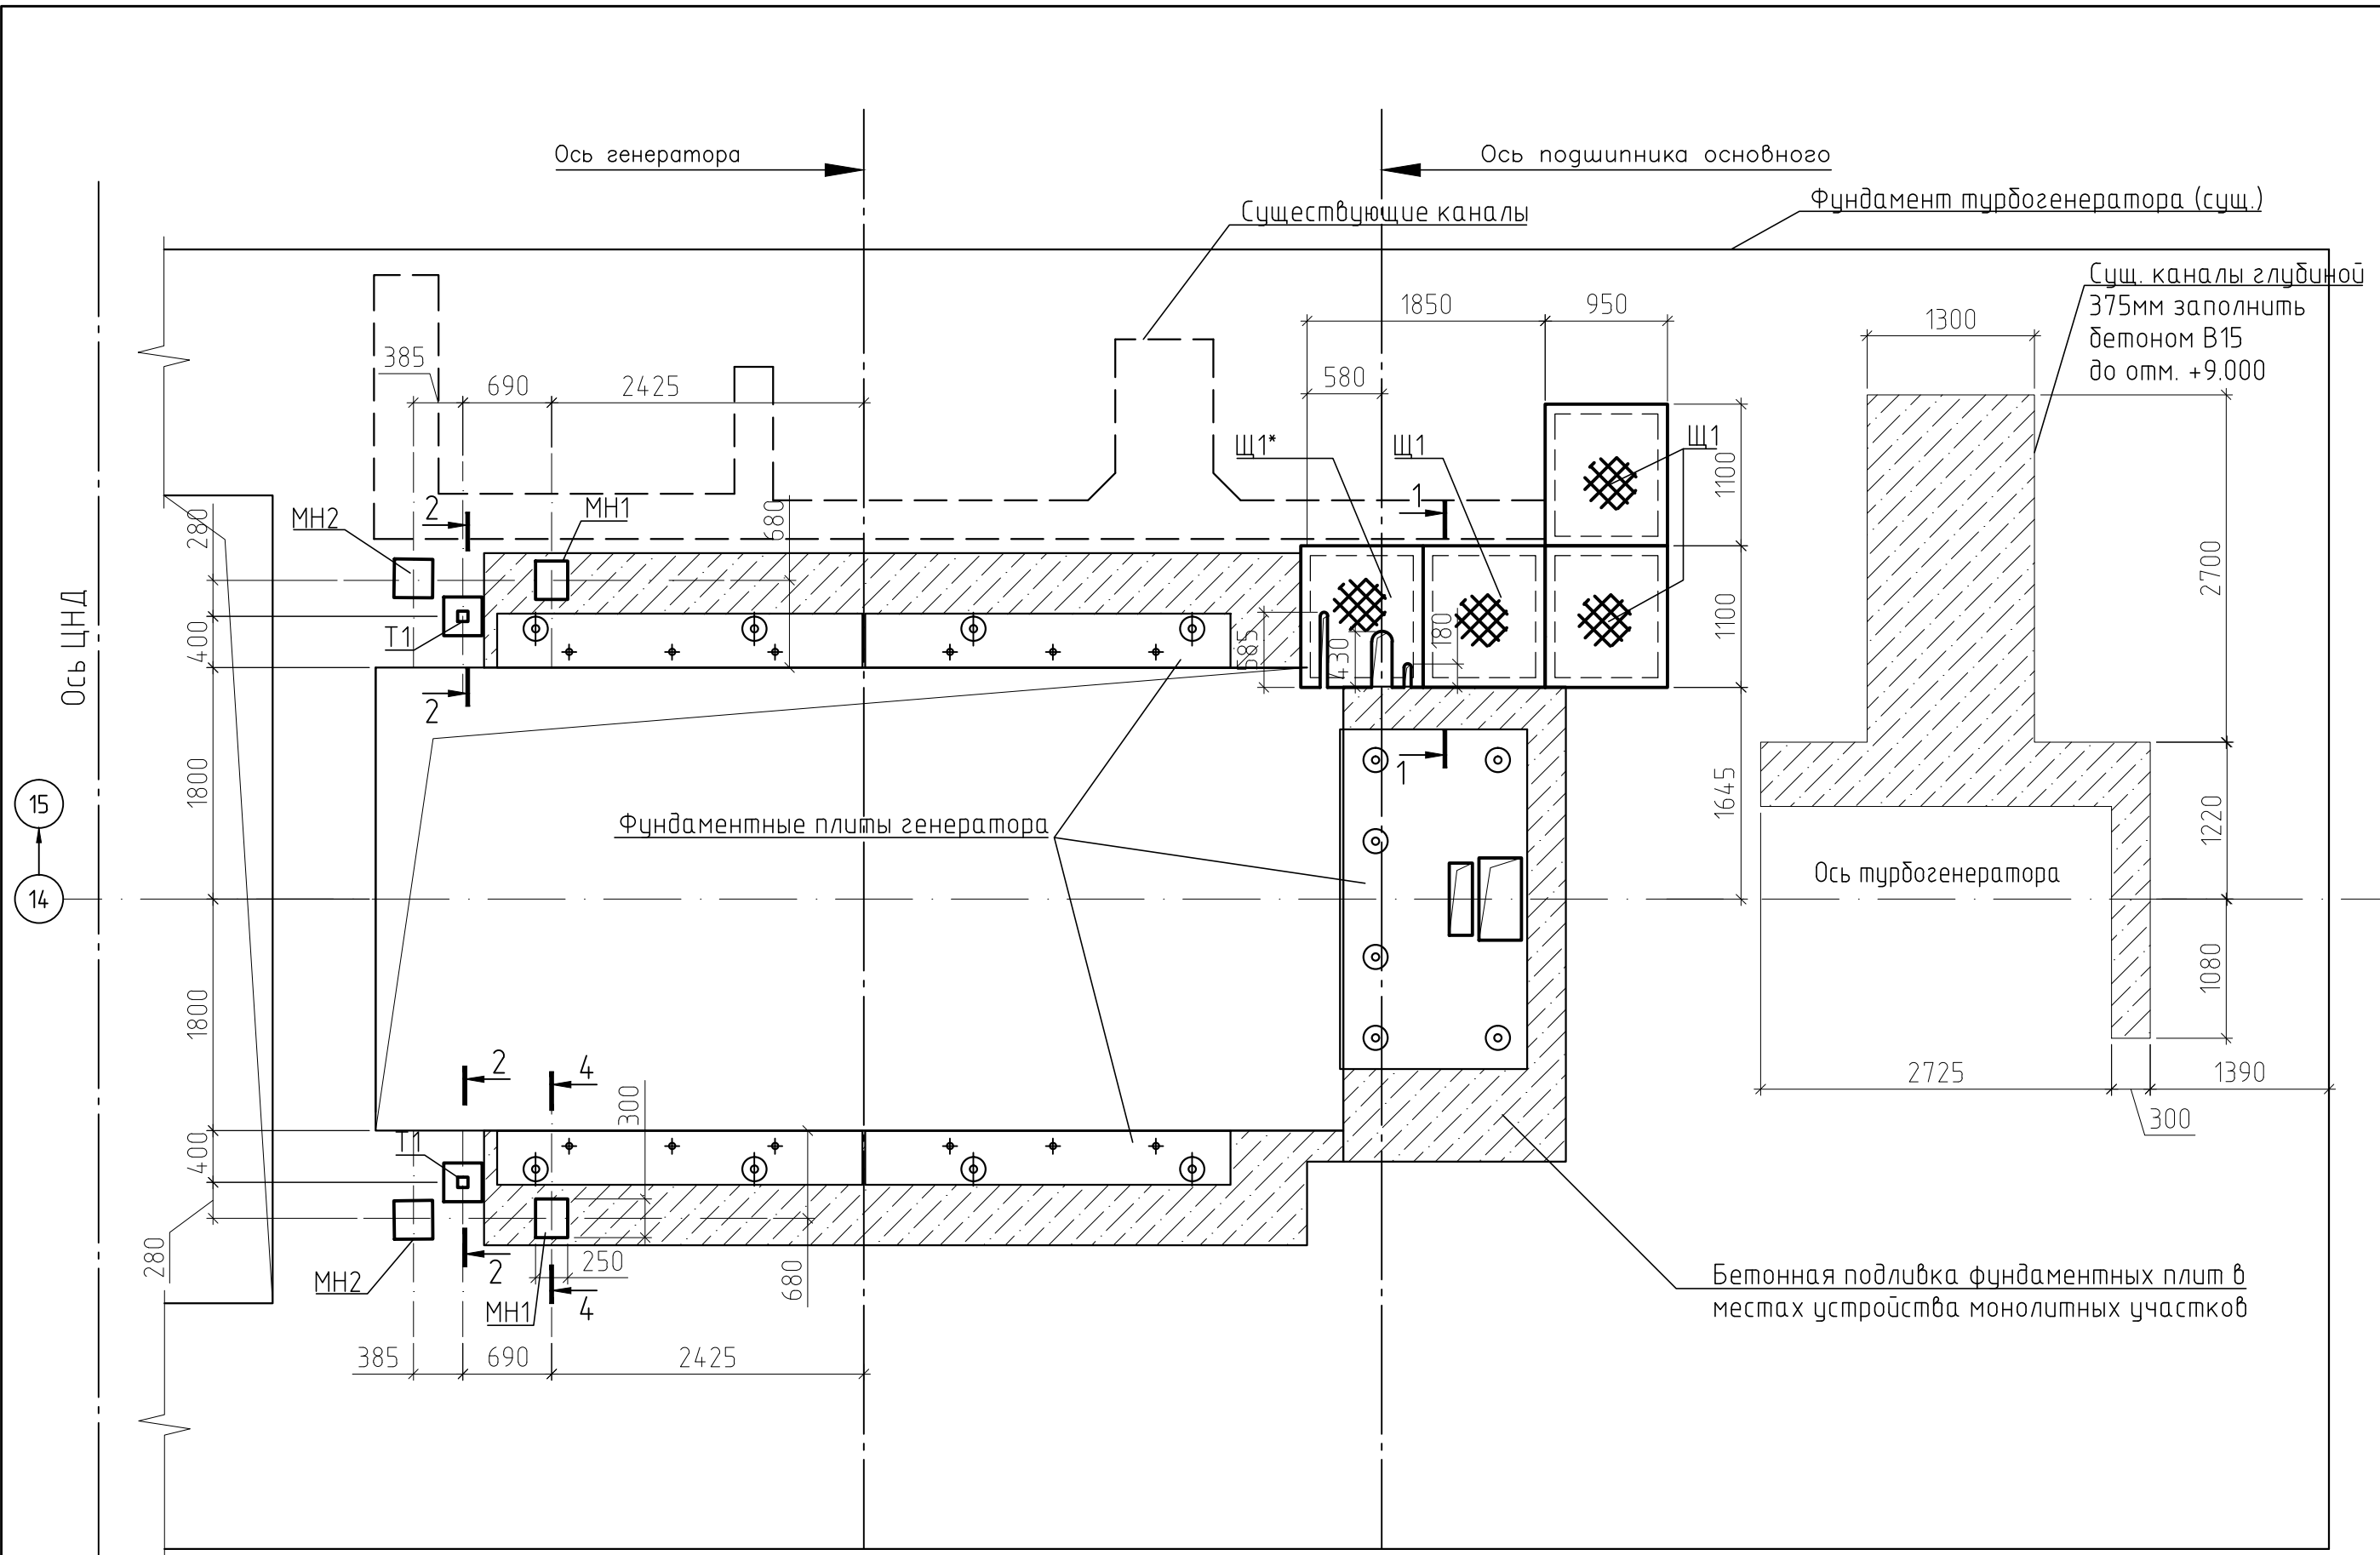 Ось генератора
Ось подшипника основного
Существующие каналы
Фундамент турбогенератора (сущ.)
Сущ. каналы глубиной
375мм заполнить
бетоном В15
до отм. +9.000
1850
950
1300
580
385
690
2425
Щ1*
Щ1
Щ1
1100
1100
2700
МН2
2
МН1
680
1
280
Ось ЦНД
Т1
400
2
585
430
180
1
1800
1645
1220
15
14
Фундаментные плиты генератора
Ось турбогенератора
1800
1080
2
4
300
2725
1390
300
Т1
400
280
МН2
2
250
МН1
4
680
Бетонная подливка фундаментных плит в
местах устройства монолитных участков
385
690
2425